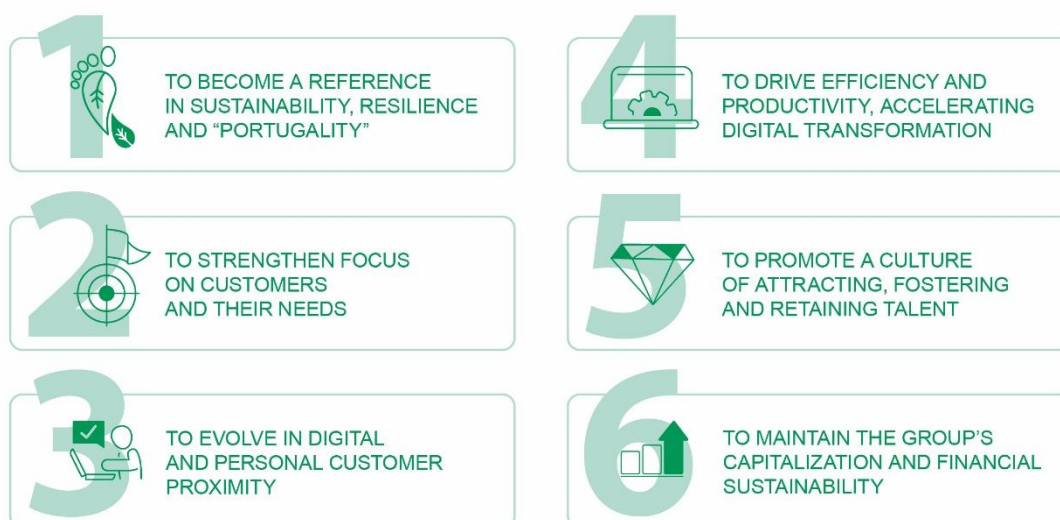 1
TO BECOME A REFERENCE
IN SUSTAINABILITY, RESILIENCE
AND “PORTUGALITY”
2
TO STRENGTHEN FOCUS
ON CUSTOMERS
AND THEIR NEEDS
3
TO EVOLVE IN DIGITAL
AND PERSONAL CUSTOMER
PROXIMITY
4
TO DRIVE EFFICIENCY AND
PRODUCTIVITY, ACCELERATING
DIGITAL TRANSFORMATION
5
TO PROMOTE A CULTURE
OF ATTRACTING, FOSTERING
AND RETAINING TALENT
6
TO MAINTAIN THE GROUP’S
CAPITALIZATION AND FINANCIAL
SUSTAINABILITY